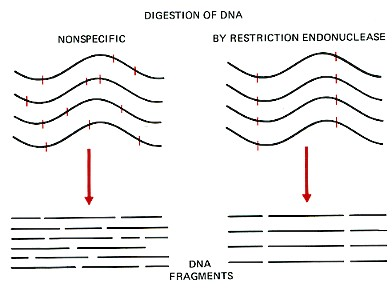 DIGESTION OF DNA
NONSPECIFIC
BY RESTRICTION ENDONUCLEASE
DNA
FRAGMENTS